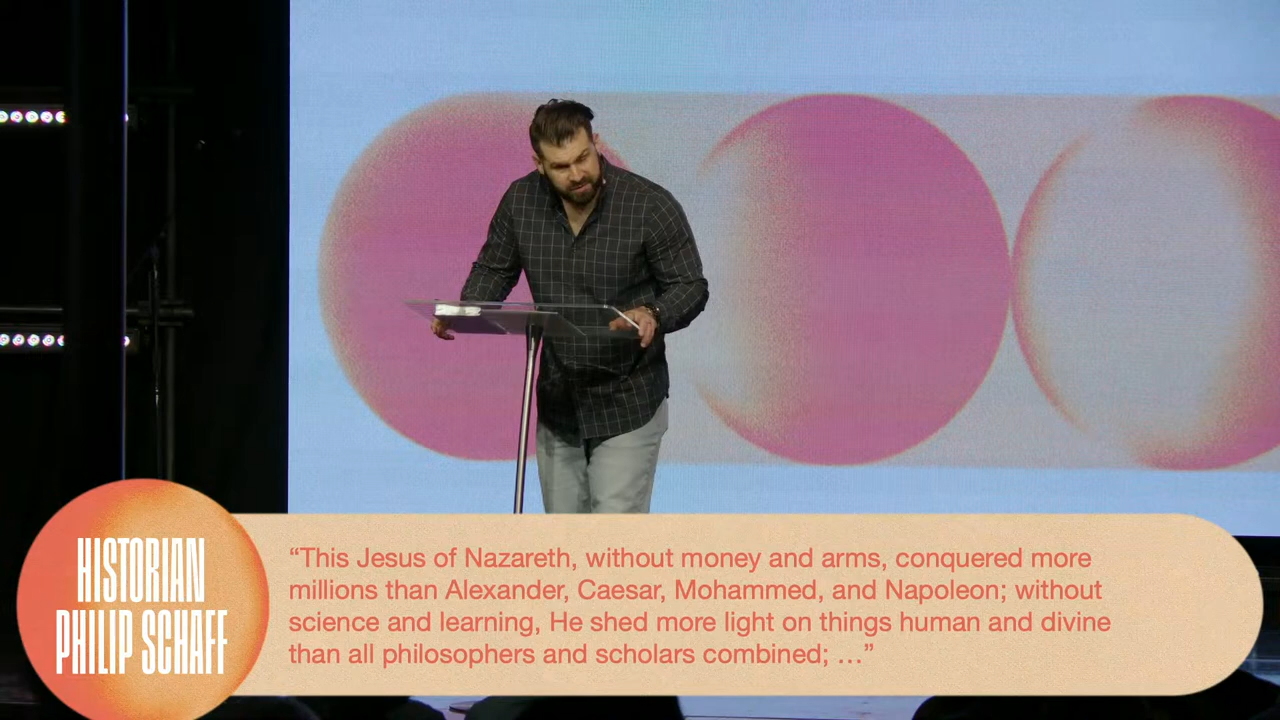 HISTORIAN
PHILIP SCHAFF
“This Jesus of Nazareth, without money and arms, conquered more
millions than Alexander, Caesar, Mohammed, and Napoleon; without
science and learning, He shed more light on things human and divine
than all philosophers and scholars combined; …”